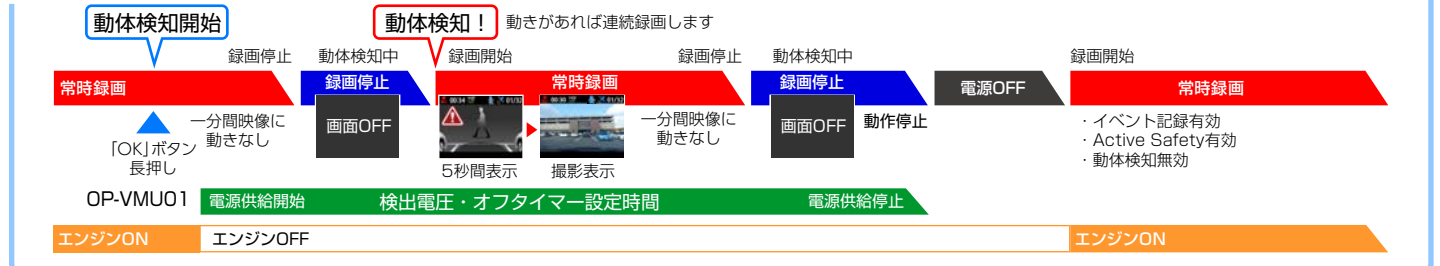 動体検知開始
動体検知！ 動きがあれば連続録画します
録画停止 動体検知中 録画開始 録画停止 動体検知中 録画開始
常時録画 録画停止 常時録画 録画停止 電源OFF 常時録画
00:34 01/32
00:30 01/32
画面OFF
画面OFF 動作停止
「OK」ボタン
長押し
一分間映像に
動きなし
5秒間表示 撮影表示
一分間映像に
動きなし
・イベント記録有効
・Active Safety有効
・動体検知無効
OP-VMU01 電源供給開始 検出電圧・オフタイマー設定時間 電源供給停止
エンジンON エンジンOFF エンジンON